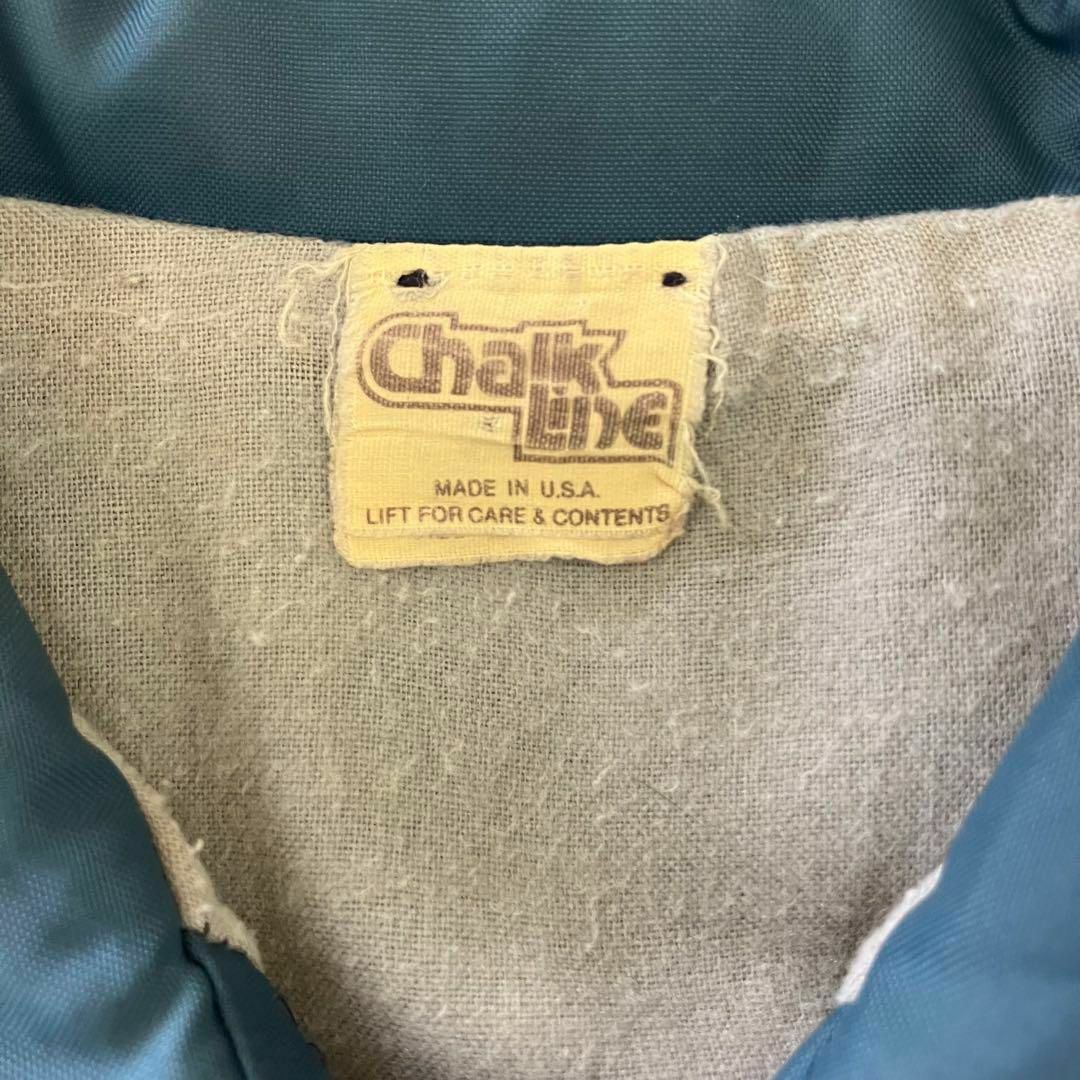 Chalk
Line
MADE IN U.S.A.
LIFT FOR CARE & CONTENTS